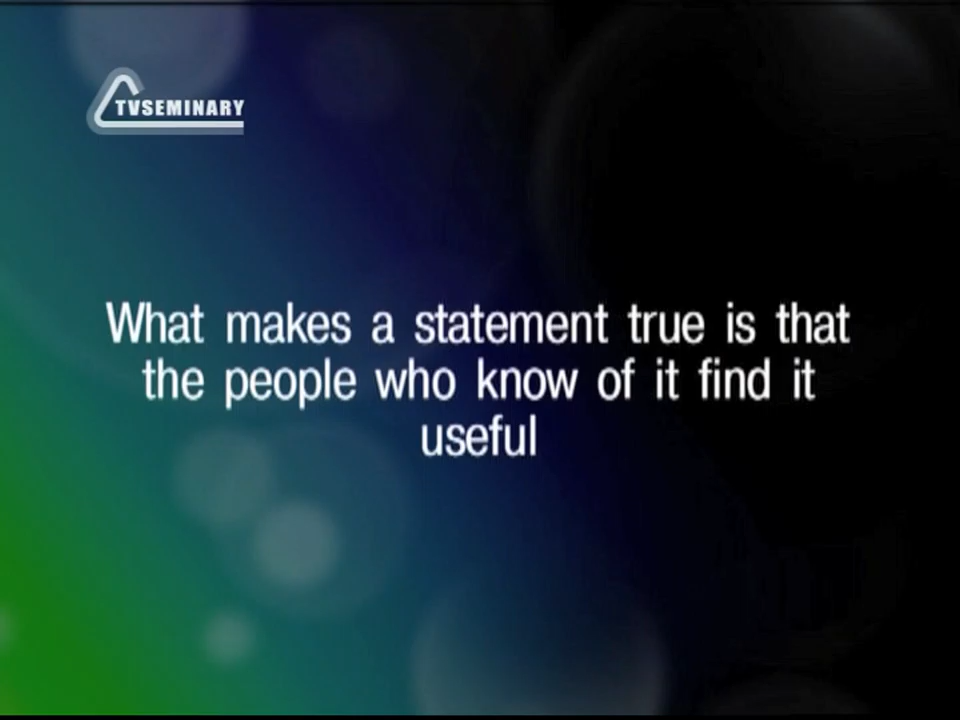 TVSEMINARY
What makes a statement true is that
the people who know of it find it
useful